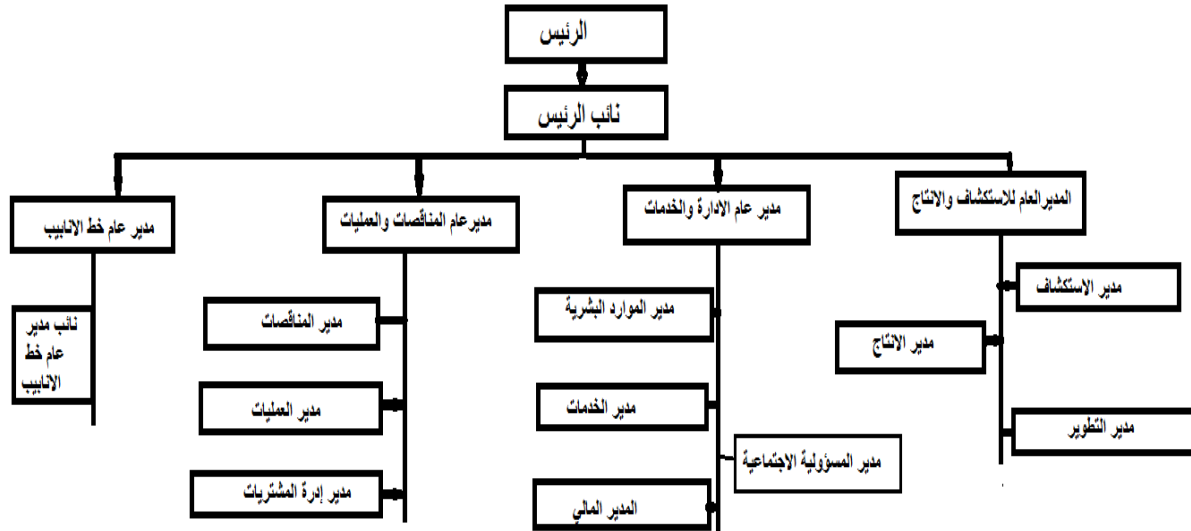 الرئيس
نائب الرئيس
المديرالعام للاستكشاف والانتاج
مدير عام الادارة والخدمات
مديرعام المناقصات والعمليات
مدير عام خط الانابيب
مدير الاستكشاف
مدير الانتاج
مدير التطوير
مدير الموارد البشرية
مدير الخدمات
مدير المسؤولية الاجتماعية
المدير المالي
مدير المناقصات
مدير العمليات
مدير إدرة المشتريات
نائب مدير
عام خط
الانابيب